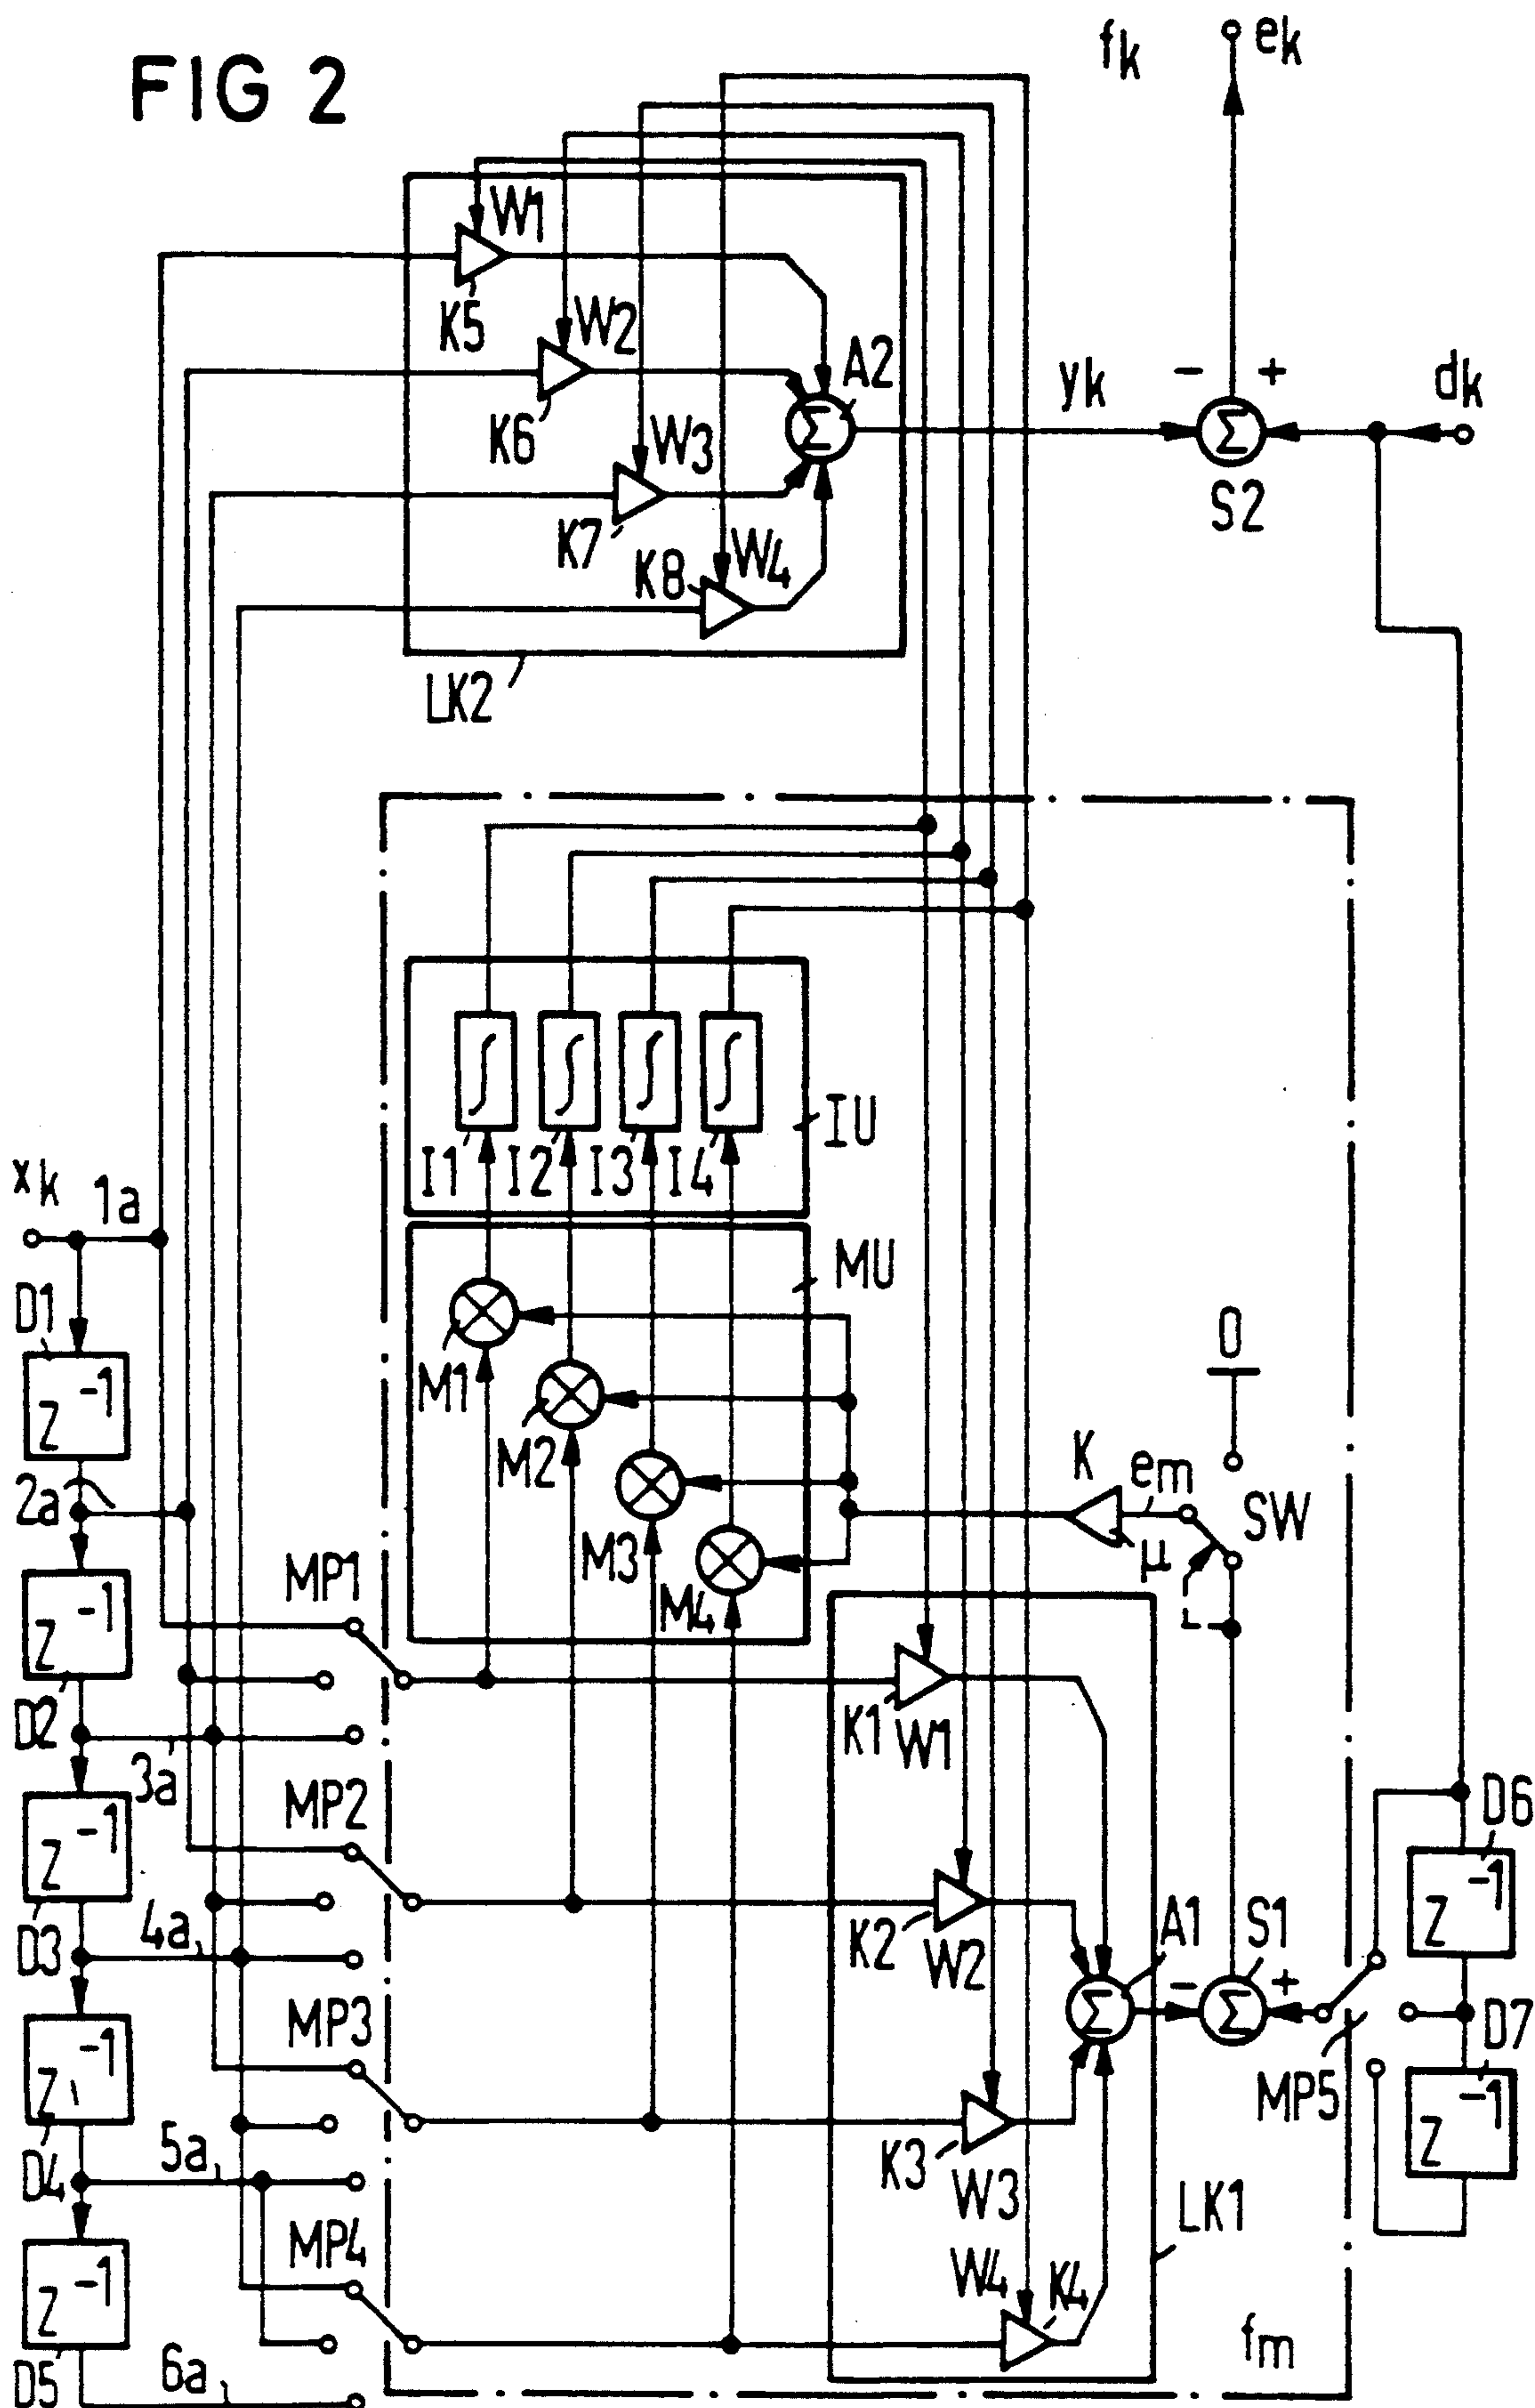 FIG 2
fk
ek
W1
K5
W2
K6
A2
Σ
W3
K7
W4
K8
LK2
yk
- +
Σ
S2
dk
∫ ∫ ∫ ∫
I1 I2 I3 I4
IU
xk
1a
D1
z-1
2a
MU
M1
M2
M3
M4
0
K
em
SW
μ
z-1
D2
MP1
3a
K1
W1
z-1
D3
MP2
4a
K2
W2
A1
Σ
- +
S1
Σ
D6
z-1
MP5
D7
z-1
z-1
D4
MP3
5a
K3
W3
LK1
z-1
D5
MP4
6a
W4
K4
fm